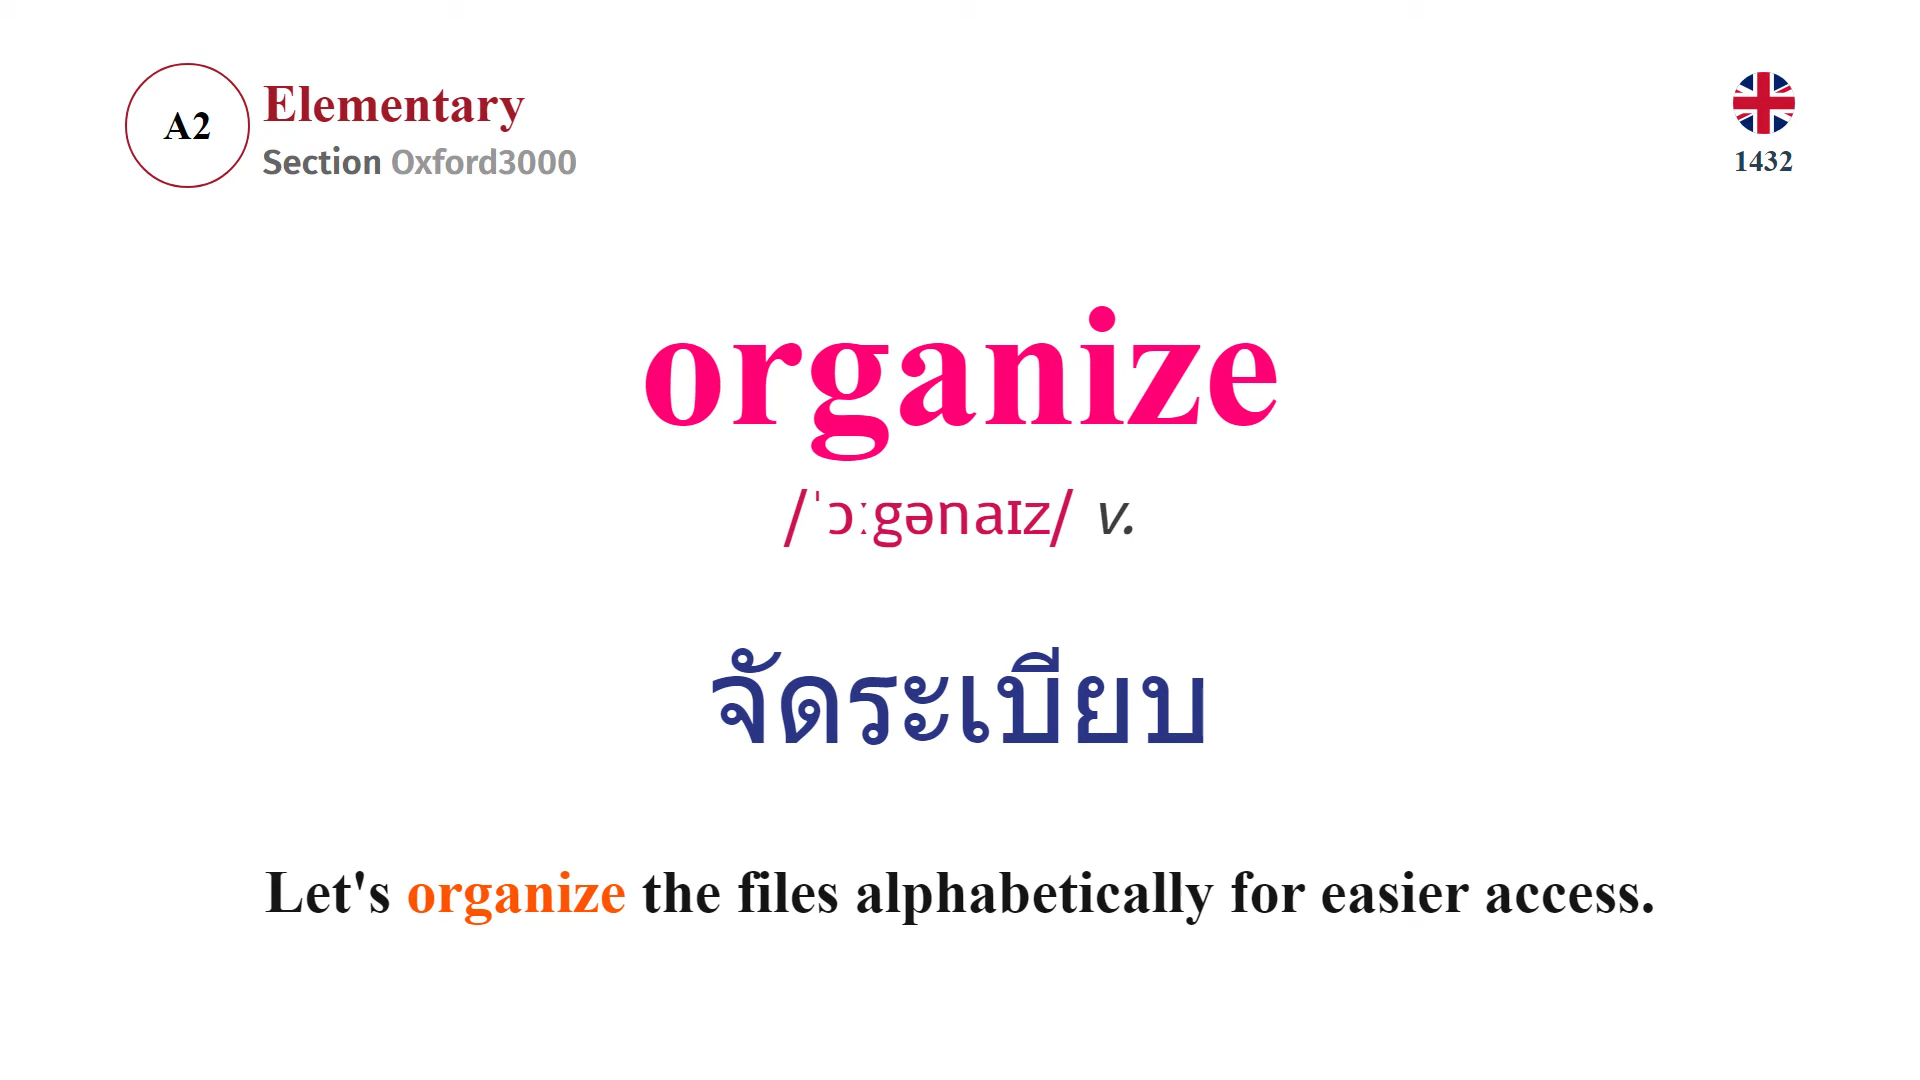 A2
Elementary
Section Oxford3000
1432
organize
/ˈɔːɡənaɪz/ v.
จัดระเบียบ
Let's organize the files alphabetically for easier access.